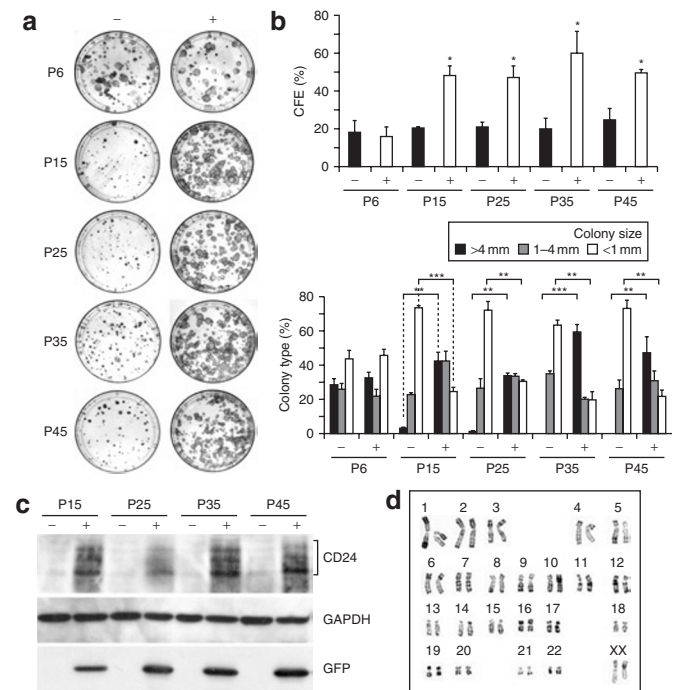 a
− +
P6
P15
P25
P35
P45
b
80
60
40
20
0
CFE (%)
* * * *
− + − + − + − + − +
P6 P15 P25 P35 P45
Colony size
>4 mm 1–4 mm <1 mm
80
60
40
20
0
Colony type (%)
*** ** ** **
** ** *** **
− + − + − + − + − +
P6 P15 P25 P35 P45
c
P15 P25 P35 P45
− + − + − + − +
CD24
GAPDH
GFP
d
1 2 3 4 5
6 7 8 9 10 11 12
13 14 15 16 17 18
19 20 21 22 XX